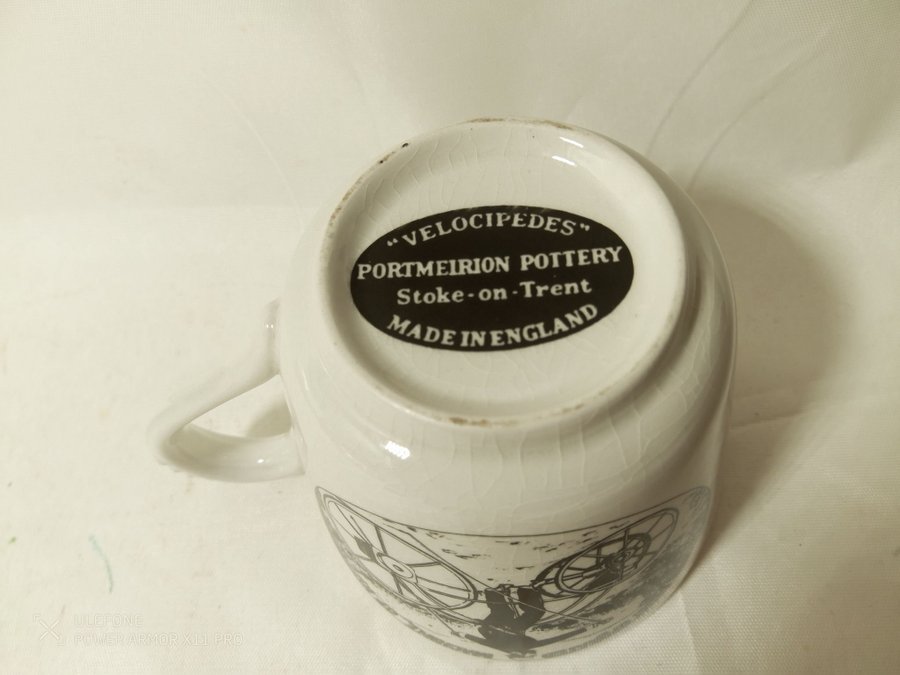 "VELOCIPEDES"
PORTMEIRION POTTERY
Stoke-on-Trent
MADE IN ENGLAND
ULEFONE
POWER ARMOR X11 PRO